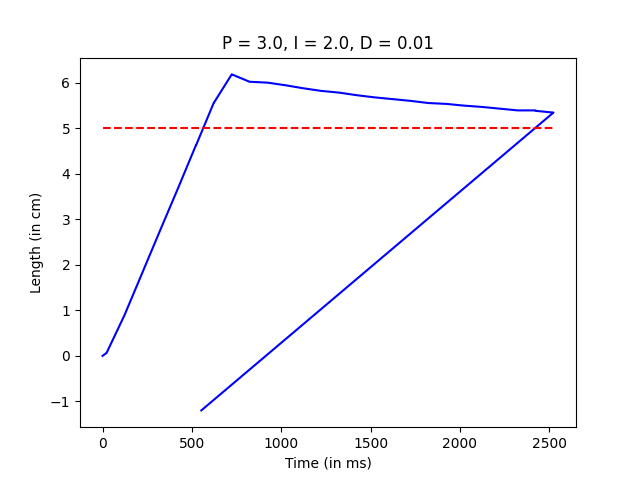 P = 3.0, I = 2.0, D = 0.01
6
5
4
3
2
1
0
−1
Length (in cm)
0 500 1000 1500 2000 2500
Time (in ms)